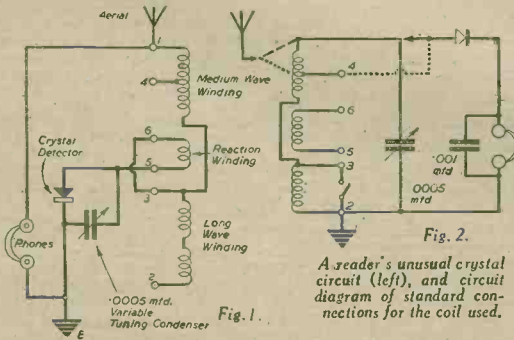 Aerial
1
4
Medium Wave
Winding
6
Reaction
Winding
Crystal
Detector
5
3
Phones
Long
Wave
Winding
2
.0005 mfd.
Variable
Tuning Condenser
E
Fig. 1.
4
6
5
3
2
.001
mfd
.0005
mfd
Fig. 2.
A reader's unusual crystal
circuit (left), and circuit
diagram of standard con-
nections for the coil used.